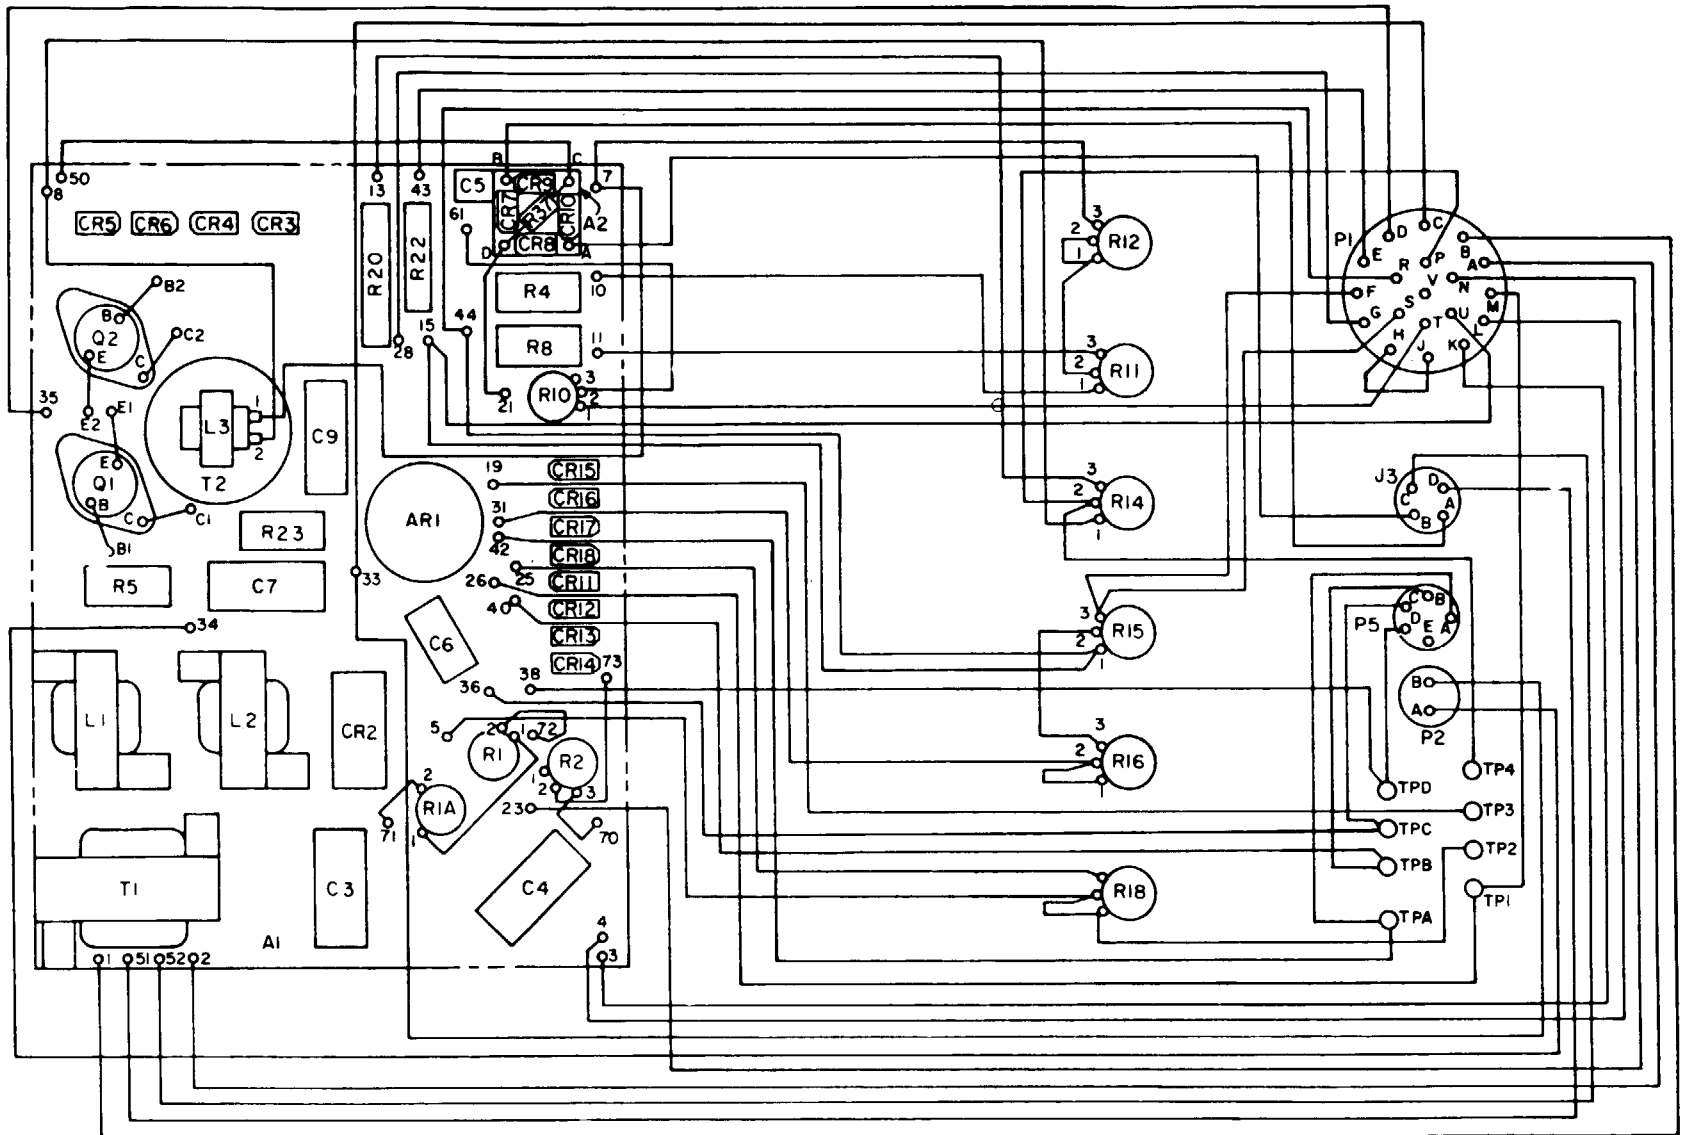 B C
50 13 43 C5 CR9 7
8
CR5 CR6 CR4 CR3
CR7 R37 CR10 A2
61
D CR8 A
R20 R22
R4 10
B2
B Q2 C2
E C
28 15 44
R8 11
3
R10 2
21 1
35
E2 E1
1
L3
2
T2
C9
E Q1
B C
C1
B1
R23
R5 C7
33
34
AR1
19
31
42
25
26
40
CR15
CR16
CR17
CR18
CR11
CR12
CR13
CR14 73
C6
36 38
5 2 1 72
R1 R2
1
2 3
L1 L2 CR2
2
R1A
71 1
23 70
T1 C3 C4
A1
4
3
1 51 52 2
3
2 R12
1
3
2 R11
1
3
2 R14
1
3
R15
2
1
3
2 R16
1
R18
P1 D C
E B
R P A
V N
F S M
G U L
H T
J K
J3 D
C
B A
C B
P5 D
E A
B
A
P2
TP4
TPD
TP3
TPC
TP2
TPB
TP1
TPA